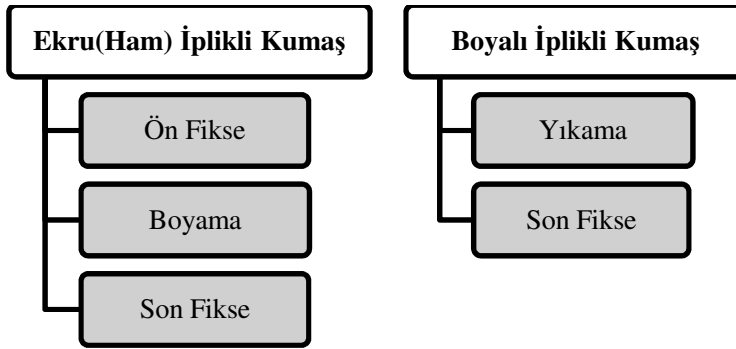 Ekru(Ham) İplikli Kumaş
Ön Fikse
Boyama
Son Fikse
Boyalı İplikli Kumaş
Yıkama
Son Fikse